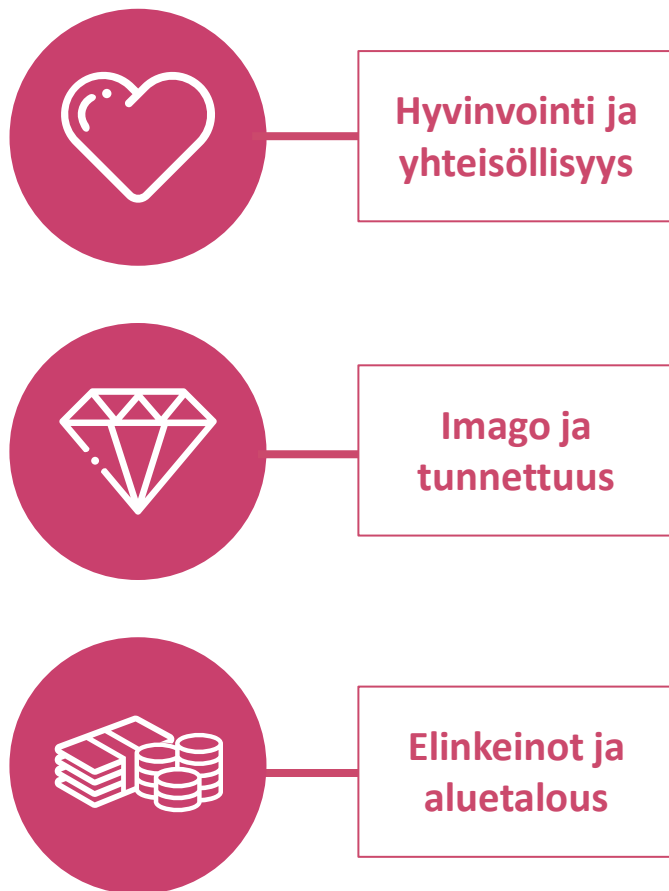 Hyvinvointi ja
yhteisöllisyys
Imago ja
tunnettuus
Elinkeinot ja
aluetalous